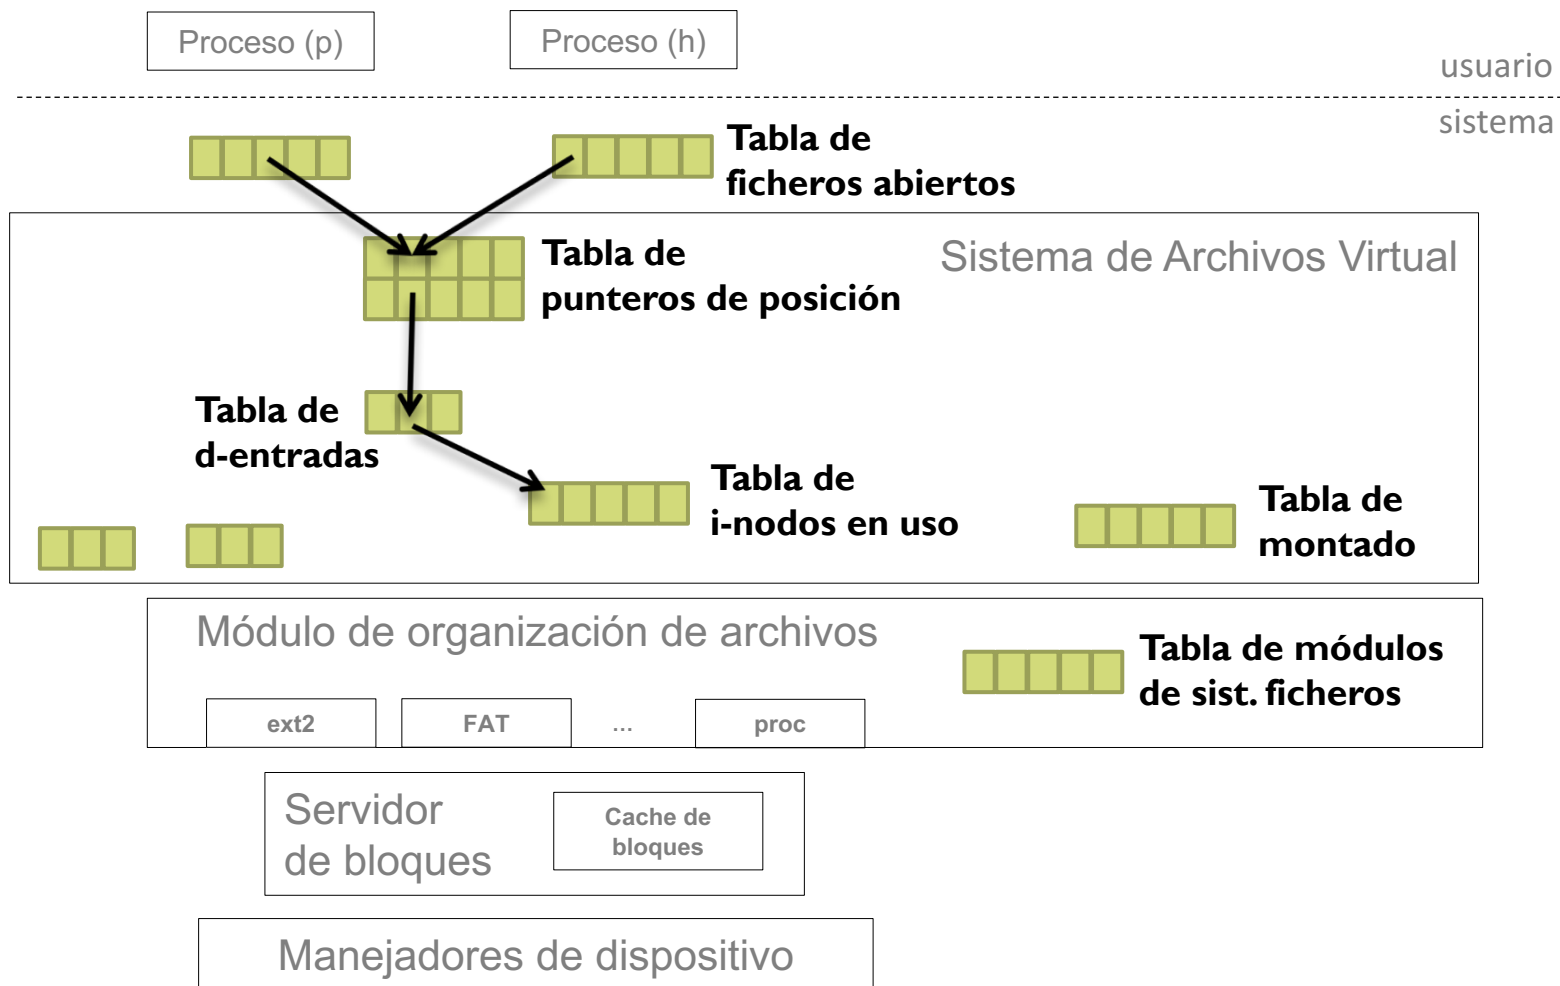 Proceso (p)
Proceso (h)
usuario
sistema
Tabla de
ficheros abiertos
Sistema de Archivos Virtual
Tabla de
punteros de posición
Tabla de
d-entradas
Tabla de
i-nodos en uso
Tabla de
montado
Módulo de organización de archivos
Tabla de módulos
de sist. ficheros
ext2
FAT
...
proc
Servidor
de bloques
Cache de
bloques
Manejadores de dispositivo